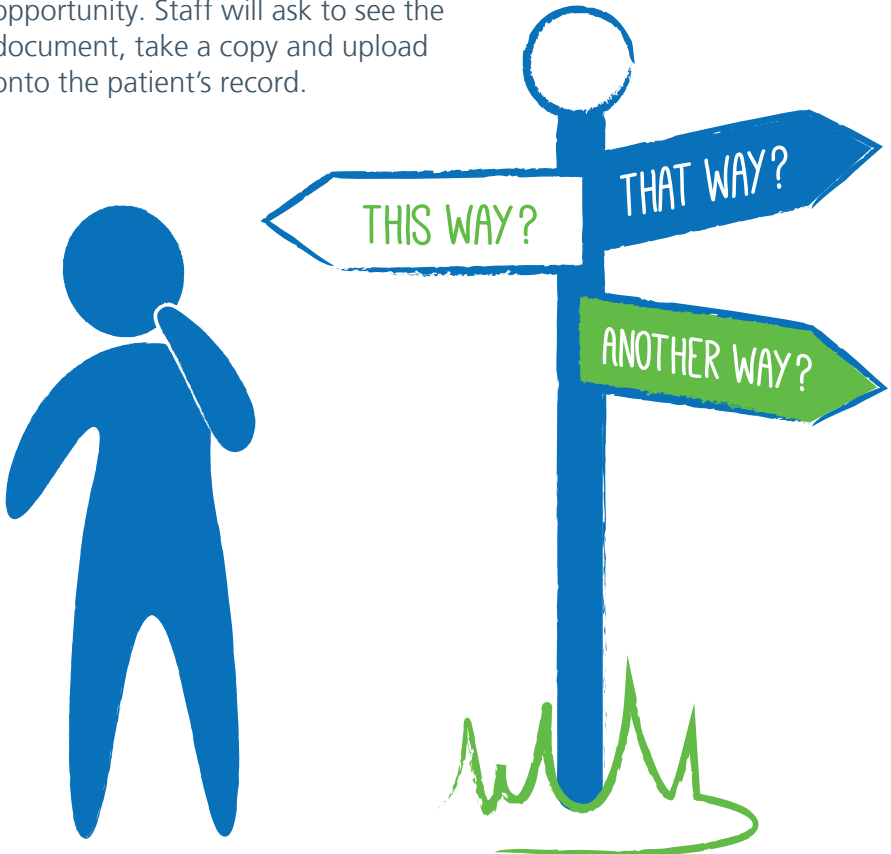 opportunity. Staff will ask to see the
document, take a copy and upload
onto the patient's record.
THIS WAY?
THAT WAY?
ANOTHER WAY?